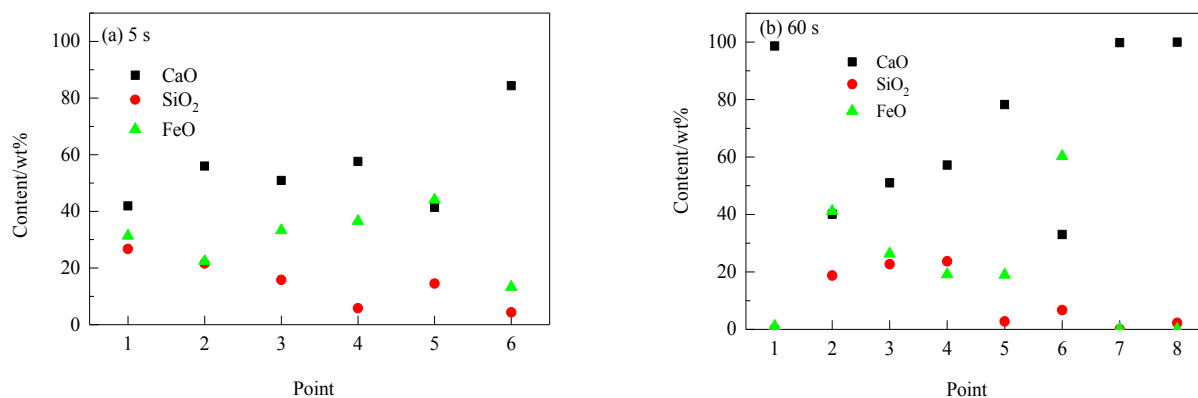 (a) 5 s
100
80
60
40
20
0
Content/wt%
CaO
SiO₂
FeO
1 2 3 4 5 6
Point
(b) 60 s
100
80
60
40
20
0
Content/wt%
CaO
SiO₂
FeO
1 2 3 4 5 6 7 8
Point